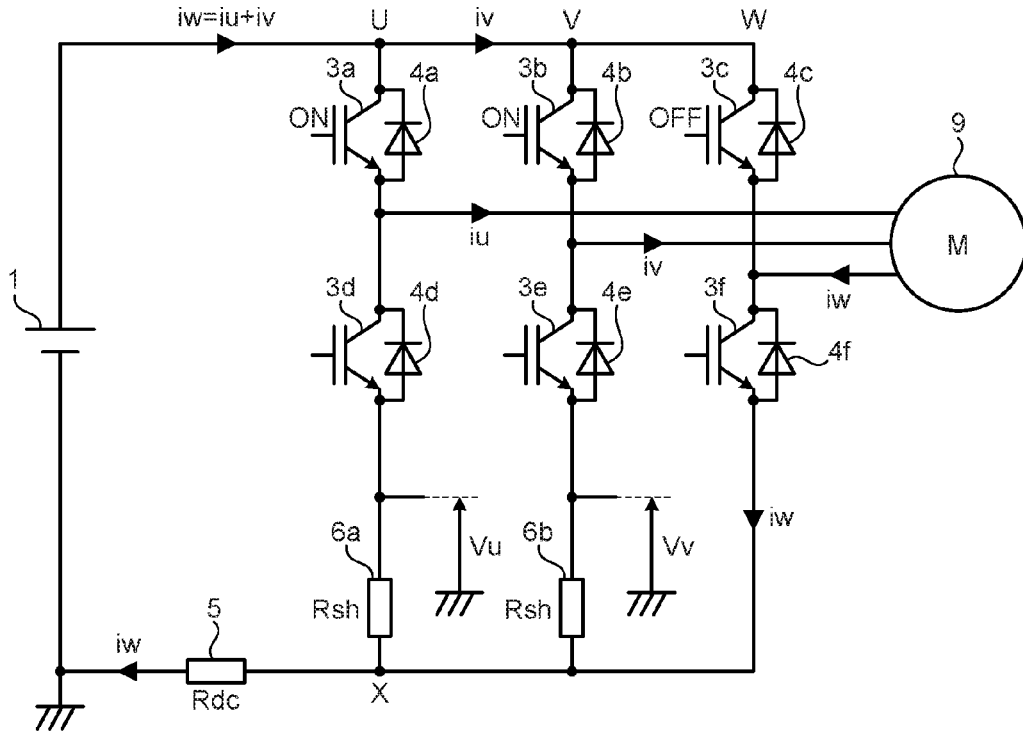 iw=iu+iv
U
iv
V
W
3a
4a
3b
4b
3c
4c
ON
ON
OFF
9
M
iu
iv
iw
1
3d
4d
3e
4e
3f
4f
6a
Vu
6b
Vv
iw
Rsh
Rsh
5
iw
Rdc
X